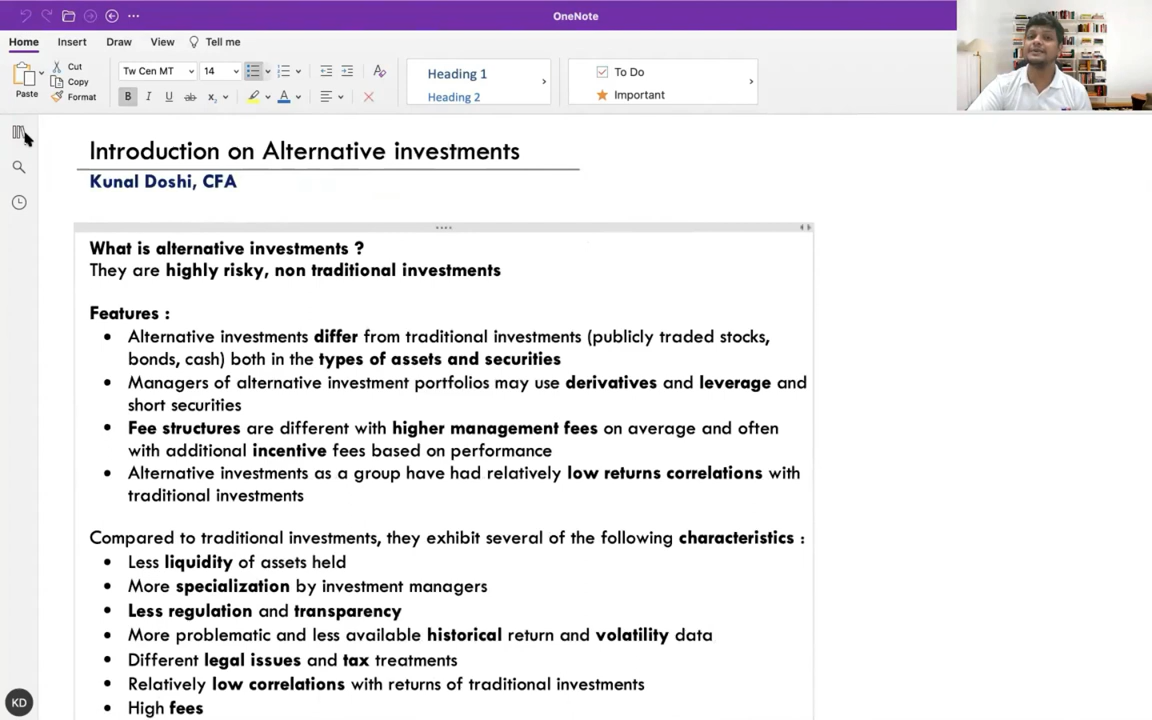 OneNote
Home Insert Draw View Tell me
Cut
Copy
Format
Paste
Tw Cen MT 14
B I U ab x₂ A
Heading 1
Heading 2
To Do
Important
Introduction on Alternative investments
Kunal Doshi, CFA
What is alternative investments ?
They are highly risky, non traditional investments
Features :
• Alternative investments differ from traditional investments (publicly traded stocks,
bonds, cash) both in the types of assets and securities
• Managers of alternative investment portfolios may use derivatives and leverage and
short securities
• Fee structures are different with higher management fees on average and often
with additional incentive fees based on performance
• Alternative investments as a group have had relatively low returns correlations with
traditional investments
Compared to traditional investments, they exhibit several of the following characteristics :
• Less liquidity of assets held
• More specialization by investment managers
• Less regulation and transparency
• More problematic and less available historical return and volatility data
• Different legal issues and tax treatments
• Relatively low correlations with returns of traditional investments
• High fees
KD